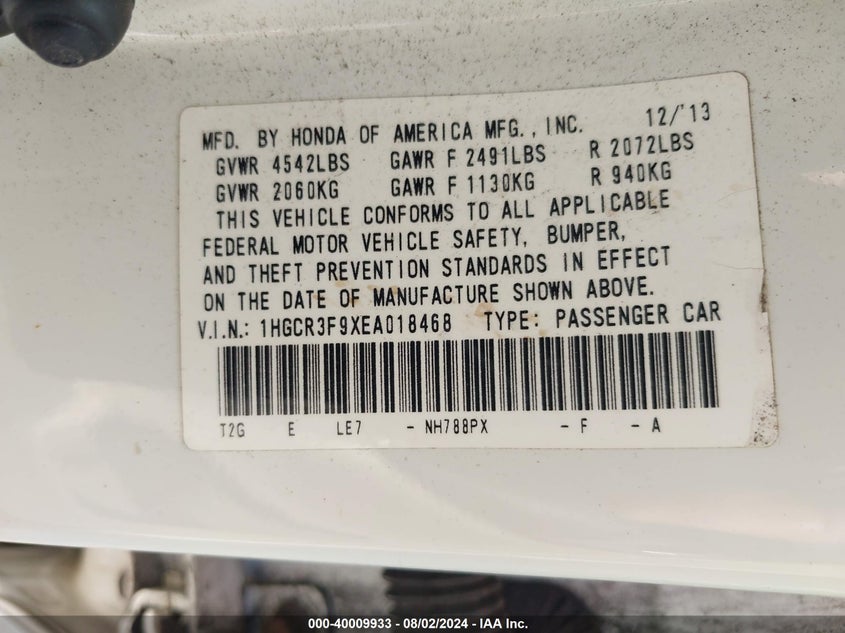 MFD. BY HONDA OF AMERICA MFG., INC. 12/'13
GVWR 4542LBS GAWR F 2491LBS R 2072LBS
GVWR 2060KG GAWR F 1130KG R 940KG
THIS VEHICLE CONFORMS TO ALL APPLICABLE
FEDERAL MOTOR VEHICLE SAFETY, BUMPER,
AND THEFT PREVENTION STANDARDS IN EFFECT
ON THE DATE OF MANUFACTURE SHOWN ABOVE.
V.I.N.: 1HGCR3F9XEA018468 TYPE: PASSENGER CAR
T2G E LE7 - NH788PX - F - A
000-40009933 - 08/02/2024 - IAA Inc.